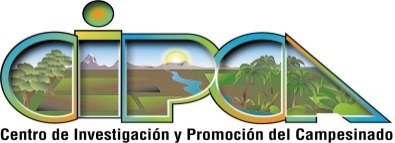 CIPCA
Centro de Investigación y Promoción del Campesinado